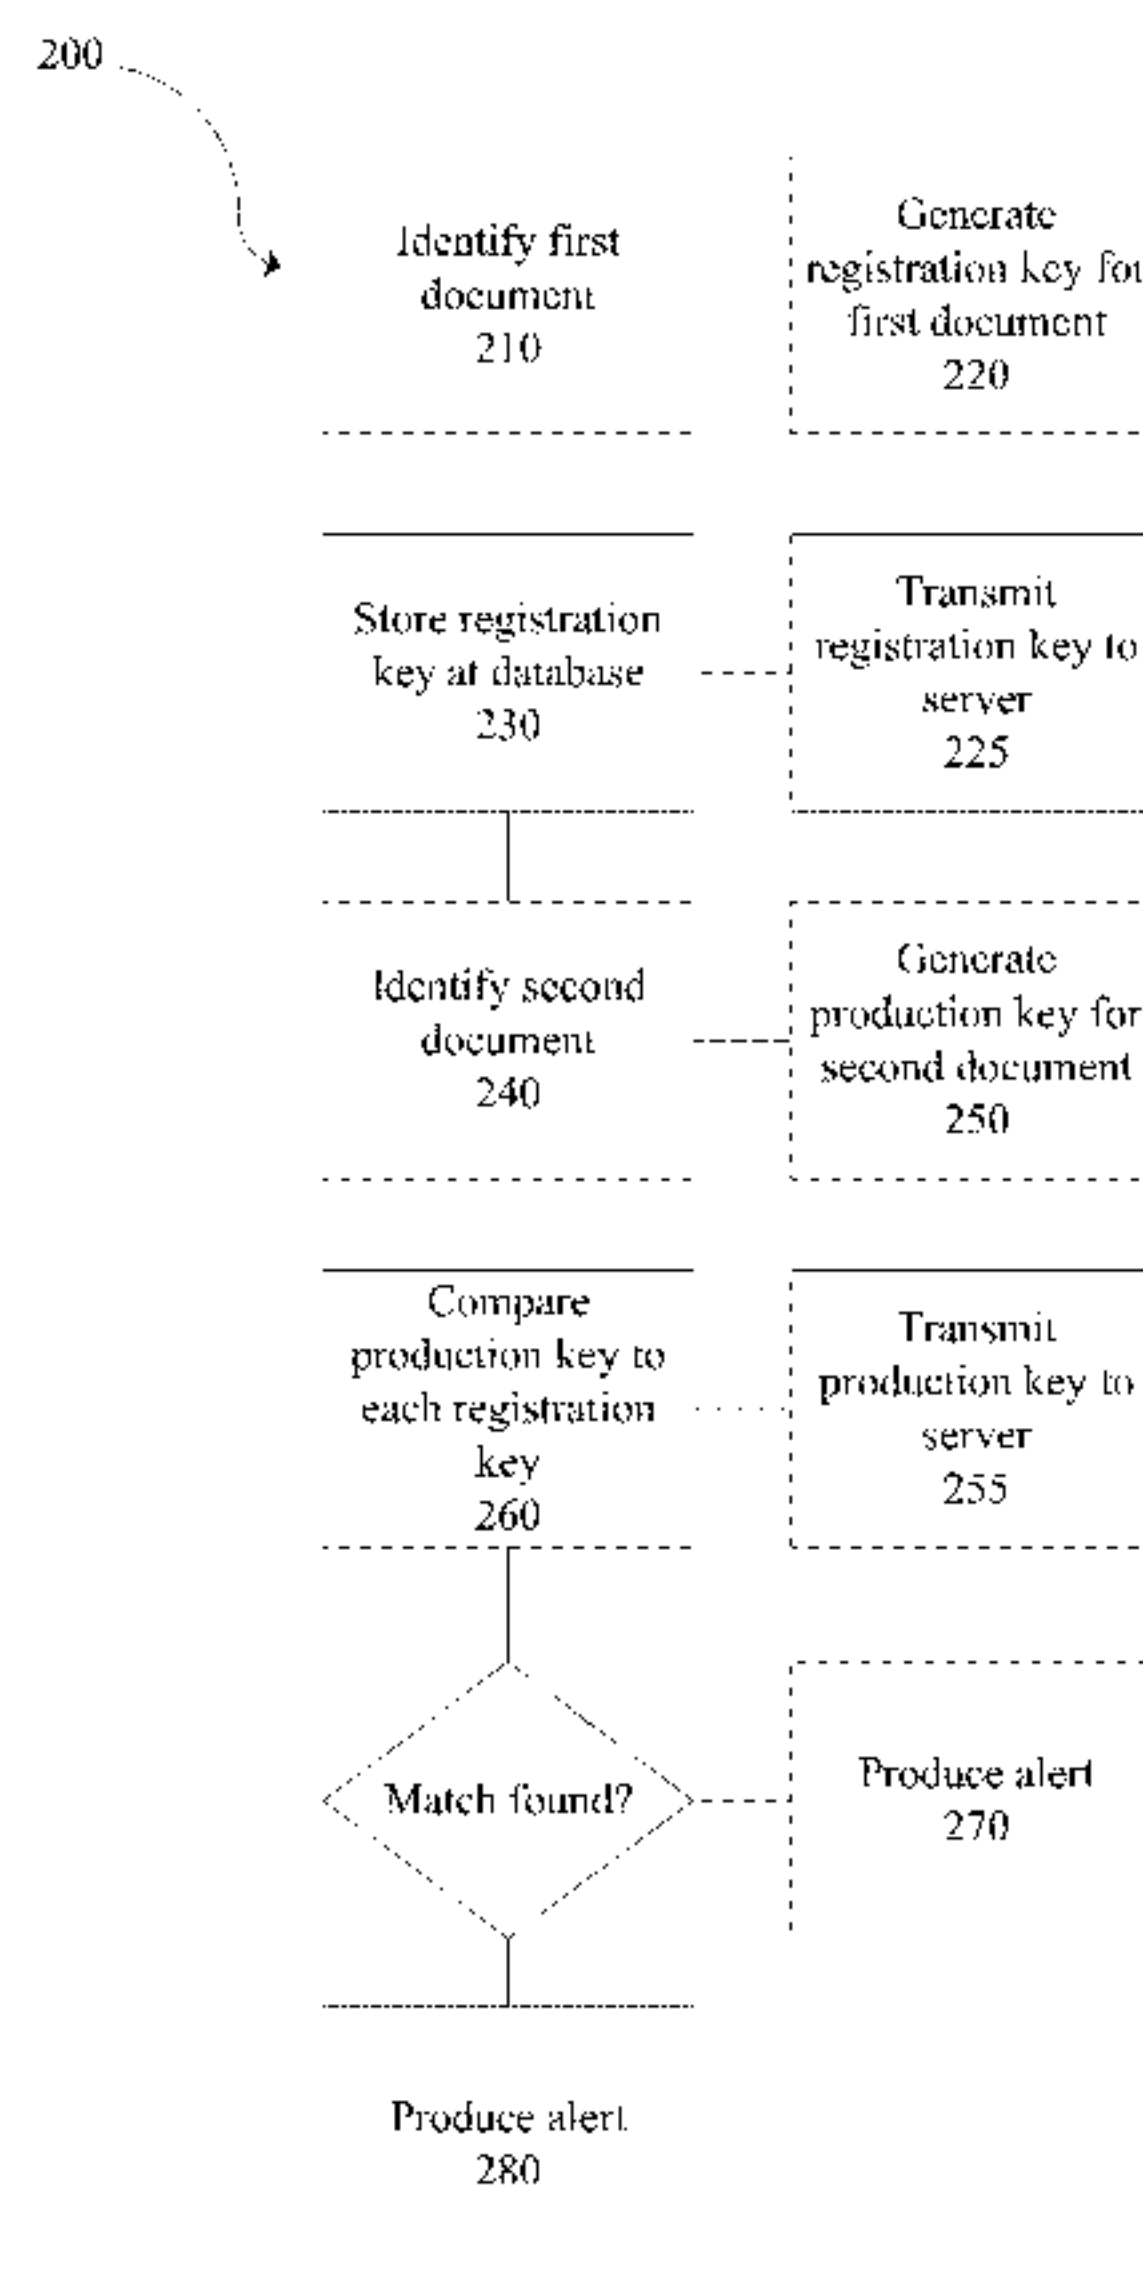 200
Identify first
document
210
Generate
registration key for
first document
220
Store registration
key at database
230
Transmit
registration key to
server
225
Identify second
document
240
Generate
production key for
second document
250
Compare
production key to
each registration
key
260
Transmit
production key to
server
255
Match found?
Produce alert
270
Produce alert
280